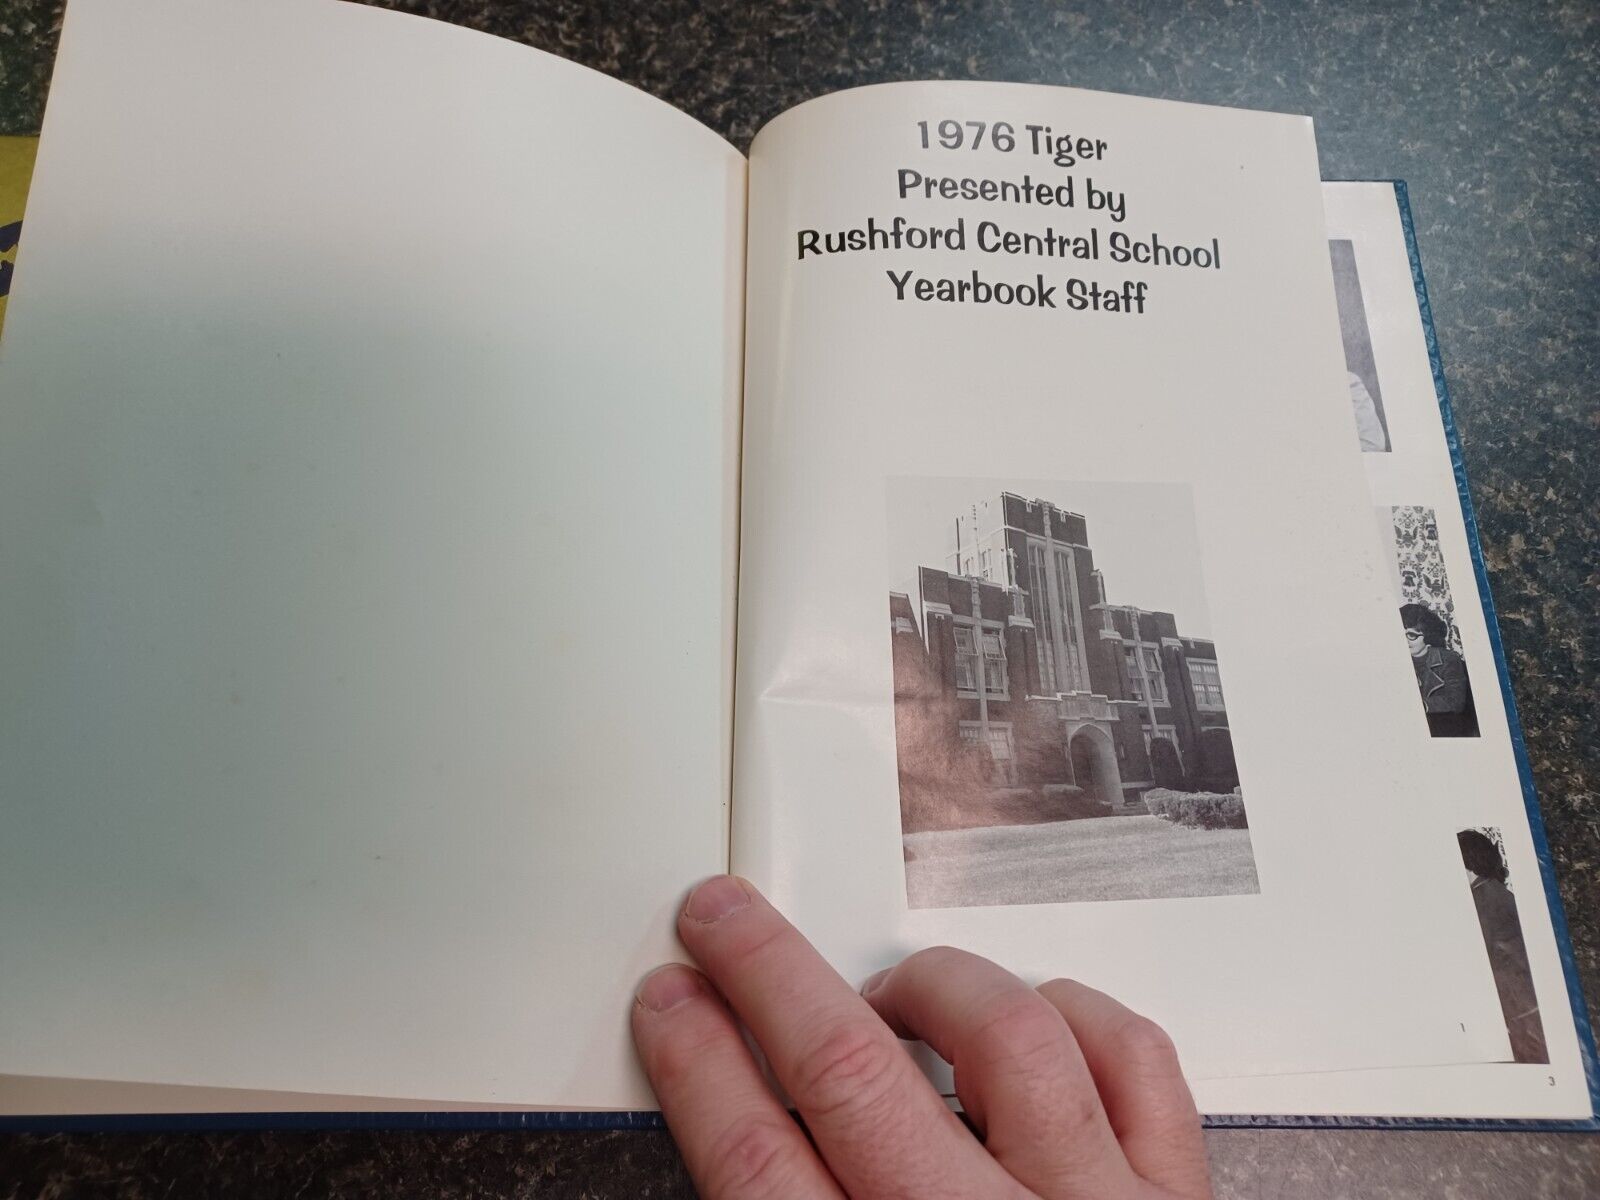 1976 Tiger
Presented by
Rushford Central School
Yearbook Staff
1
3